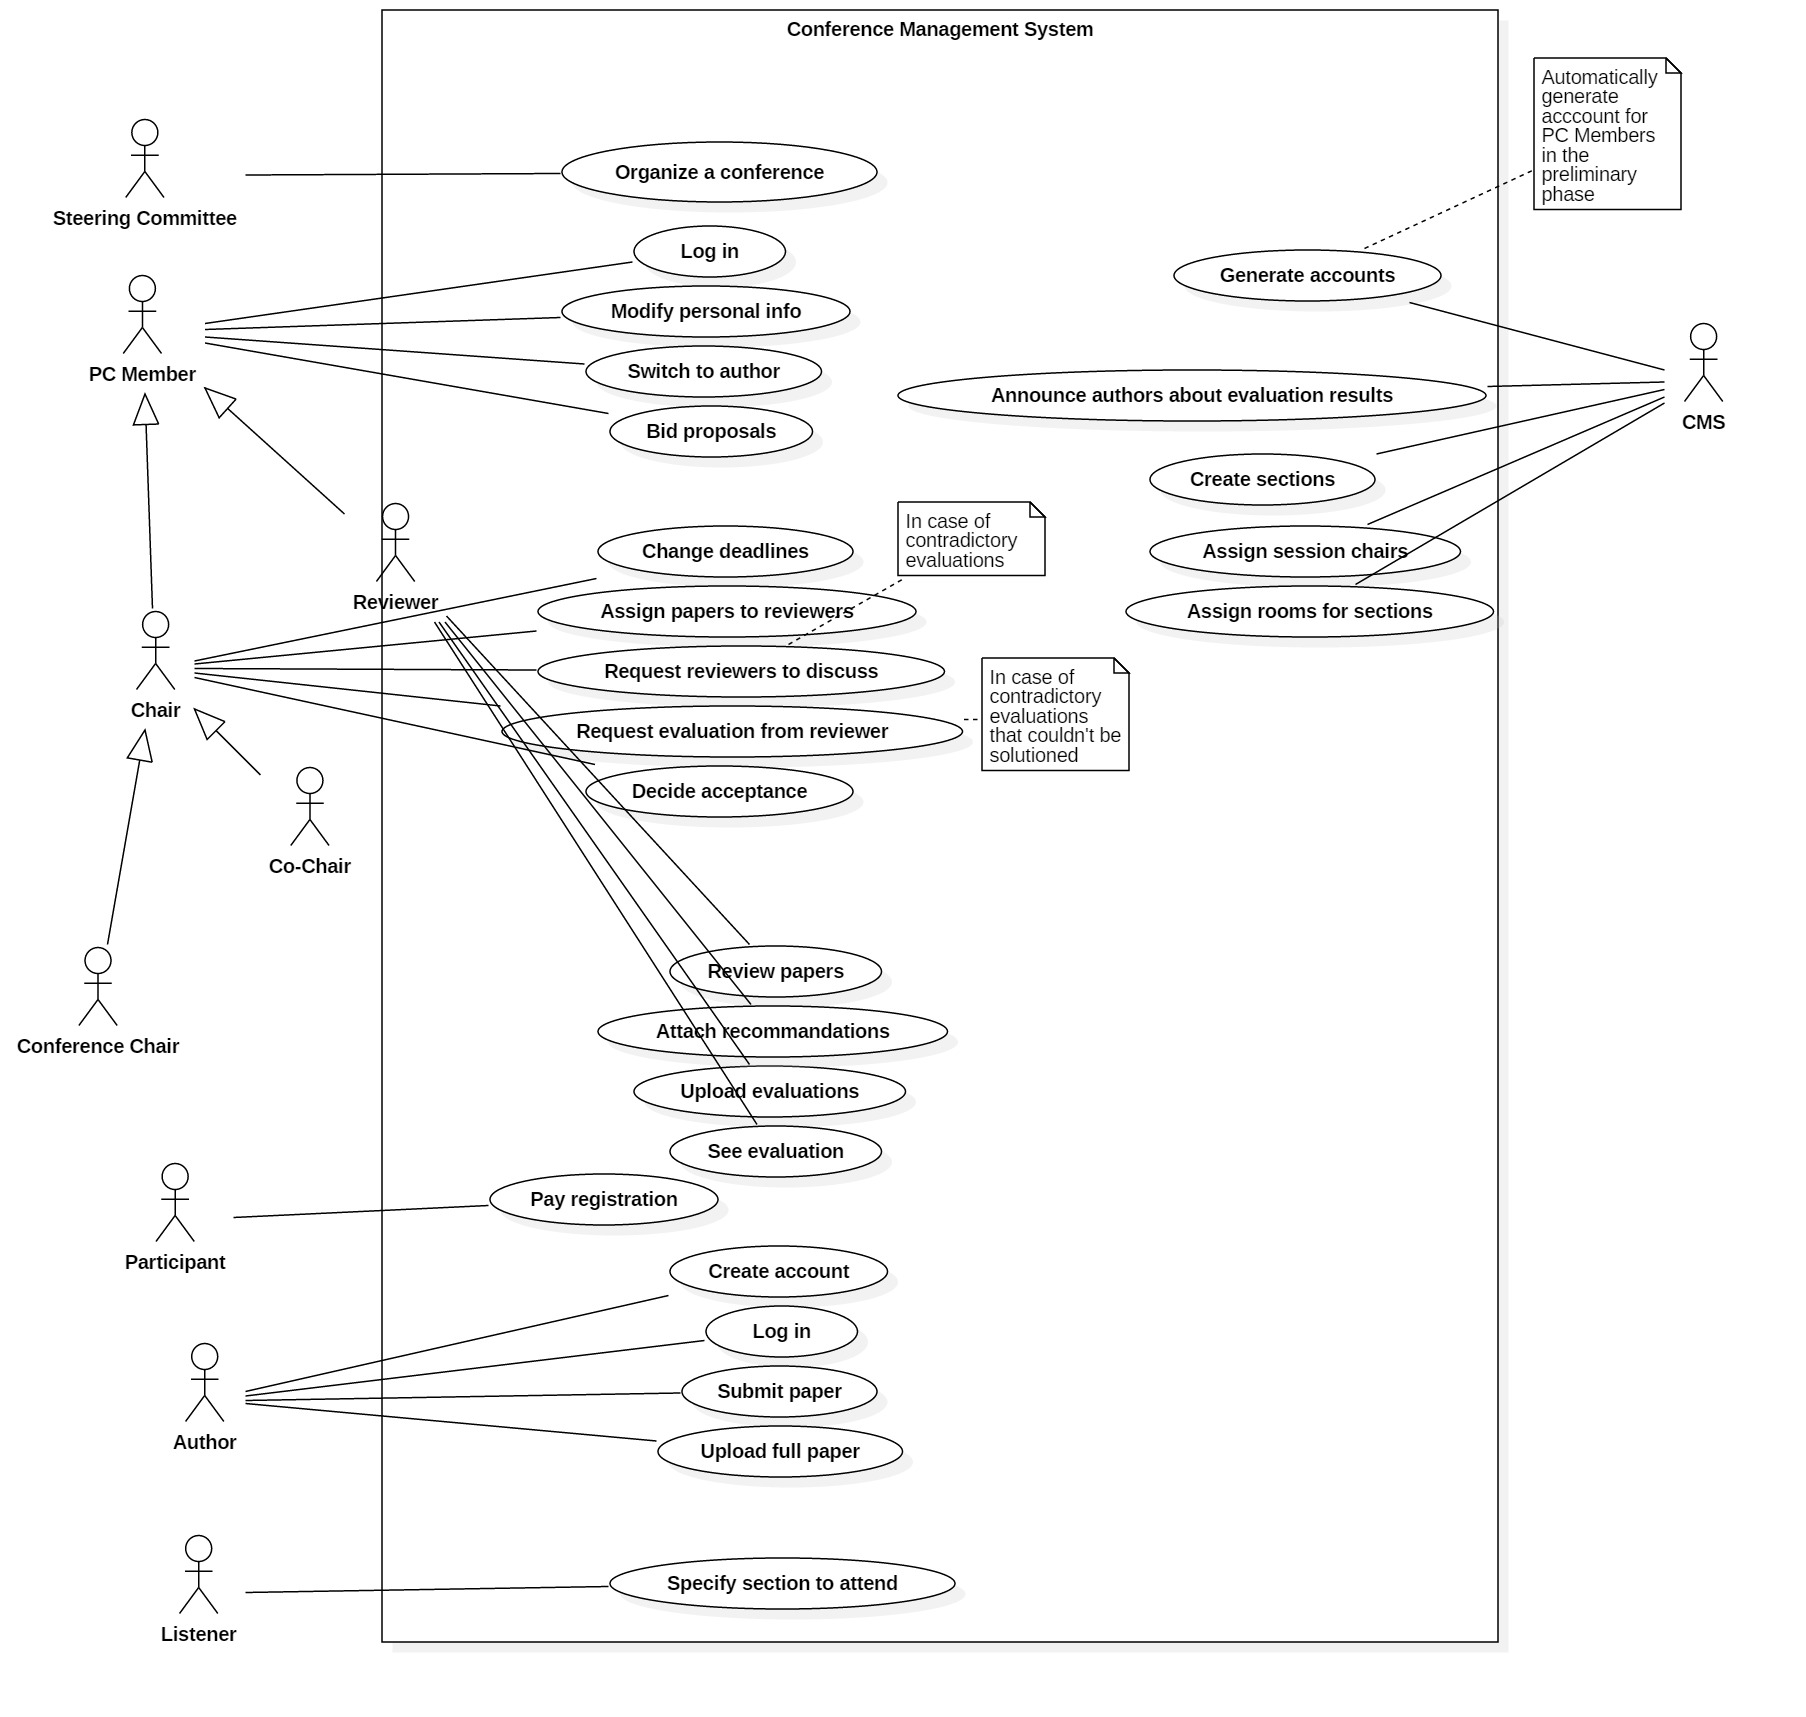 Conference Management System
Automatically
generate
acccount for
PC Members
in the
preliminary
phase
Steering Committee
Organize a conference
Log in
Generate accounts
PC Member
Modify personal info
Switch to author
Announce authors about evaluation results
CMS
Bid proposals
Create sections
Reviewer
In case of
contradictory
evaluations
Change deadlines
Assign session chairs
Assign papers to reviewers
Assign rooms for sections
Chair
Request reviewers to discuss
In case of
contradictory
evaluations
that couldn't be
solutioned
Request evaluation from reviewer
Decide acceptance
Co-Chair
Conference Chair
Review papers
Attach recommandations
Upload evaluations
See evaluation
Participant
Pay registration
Create account
Log in
Author
Submit paper
Upload full paper
Listener
Specify section to attend